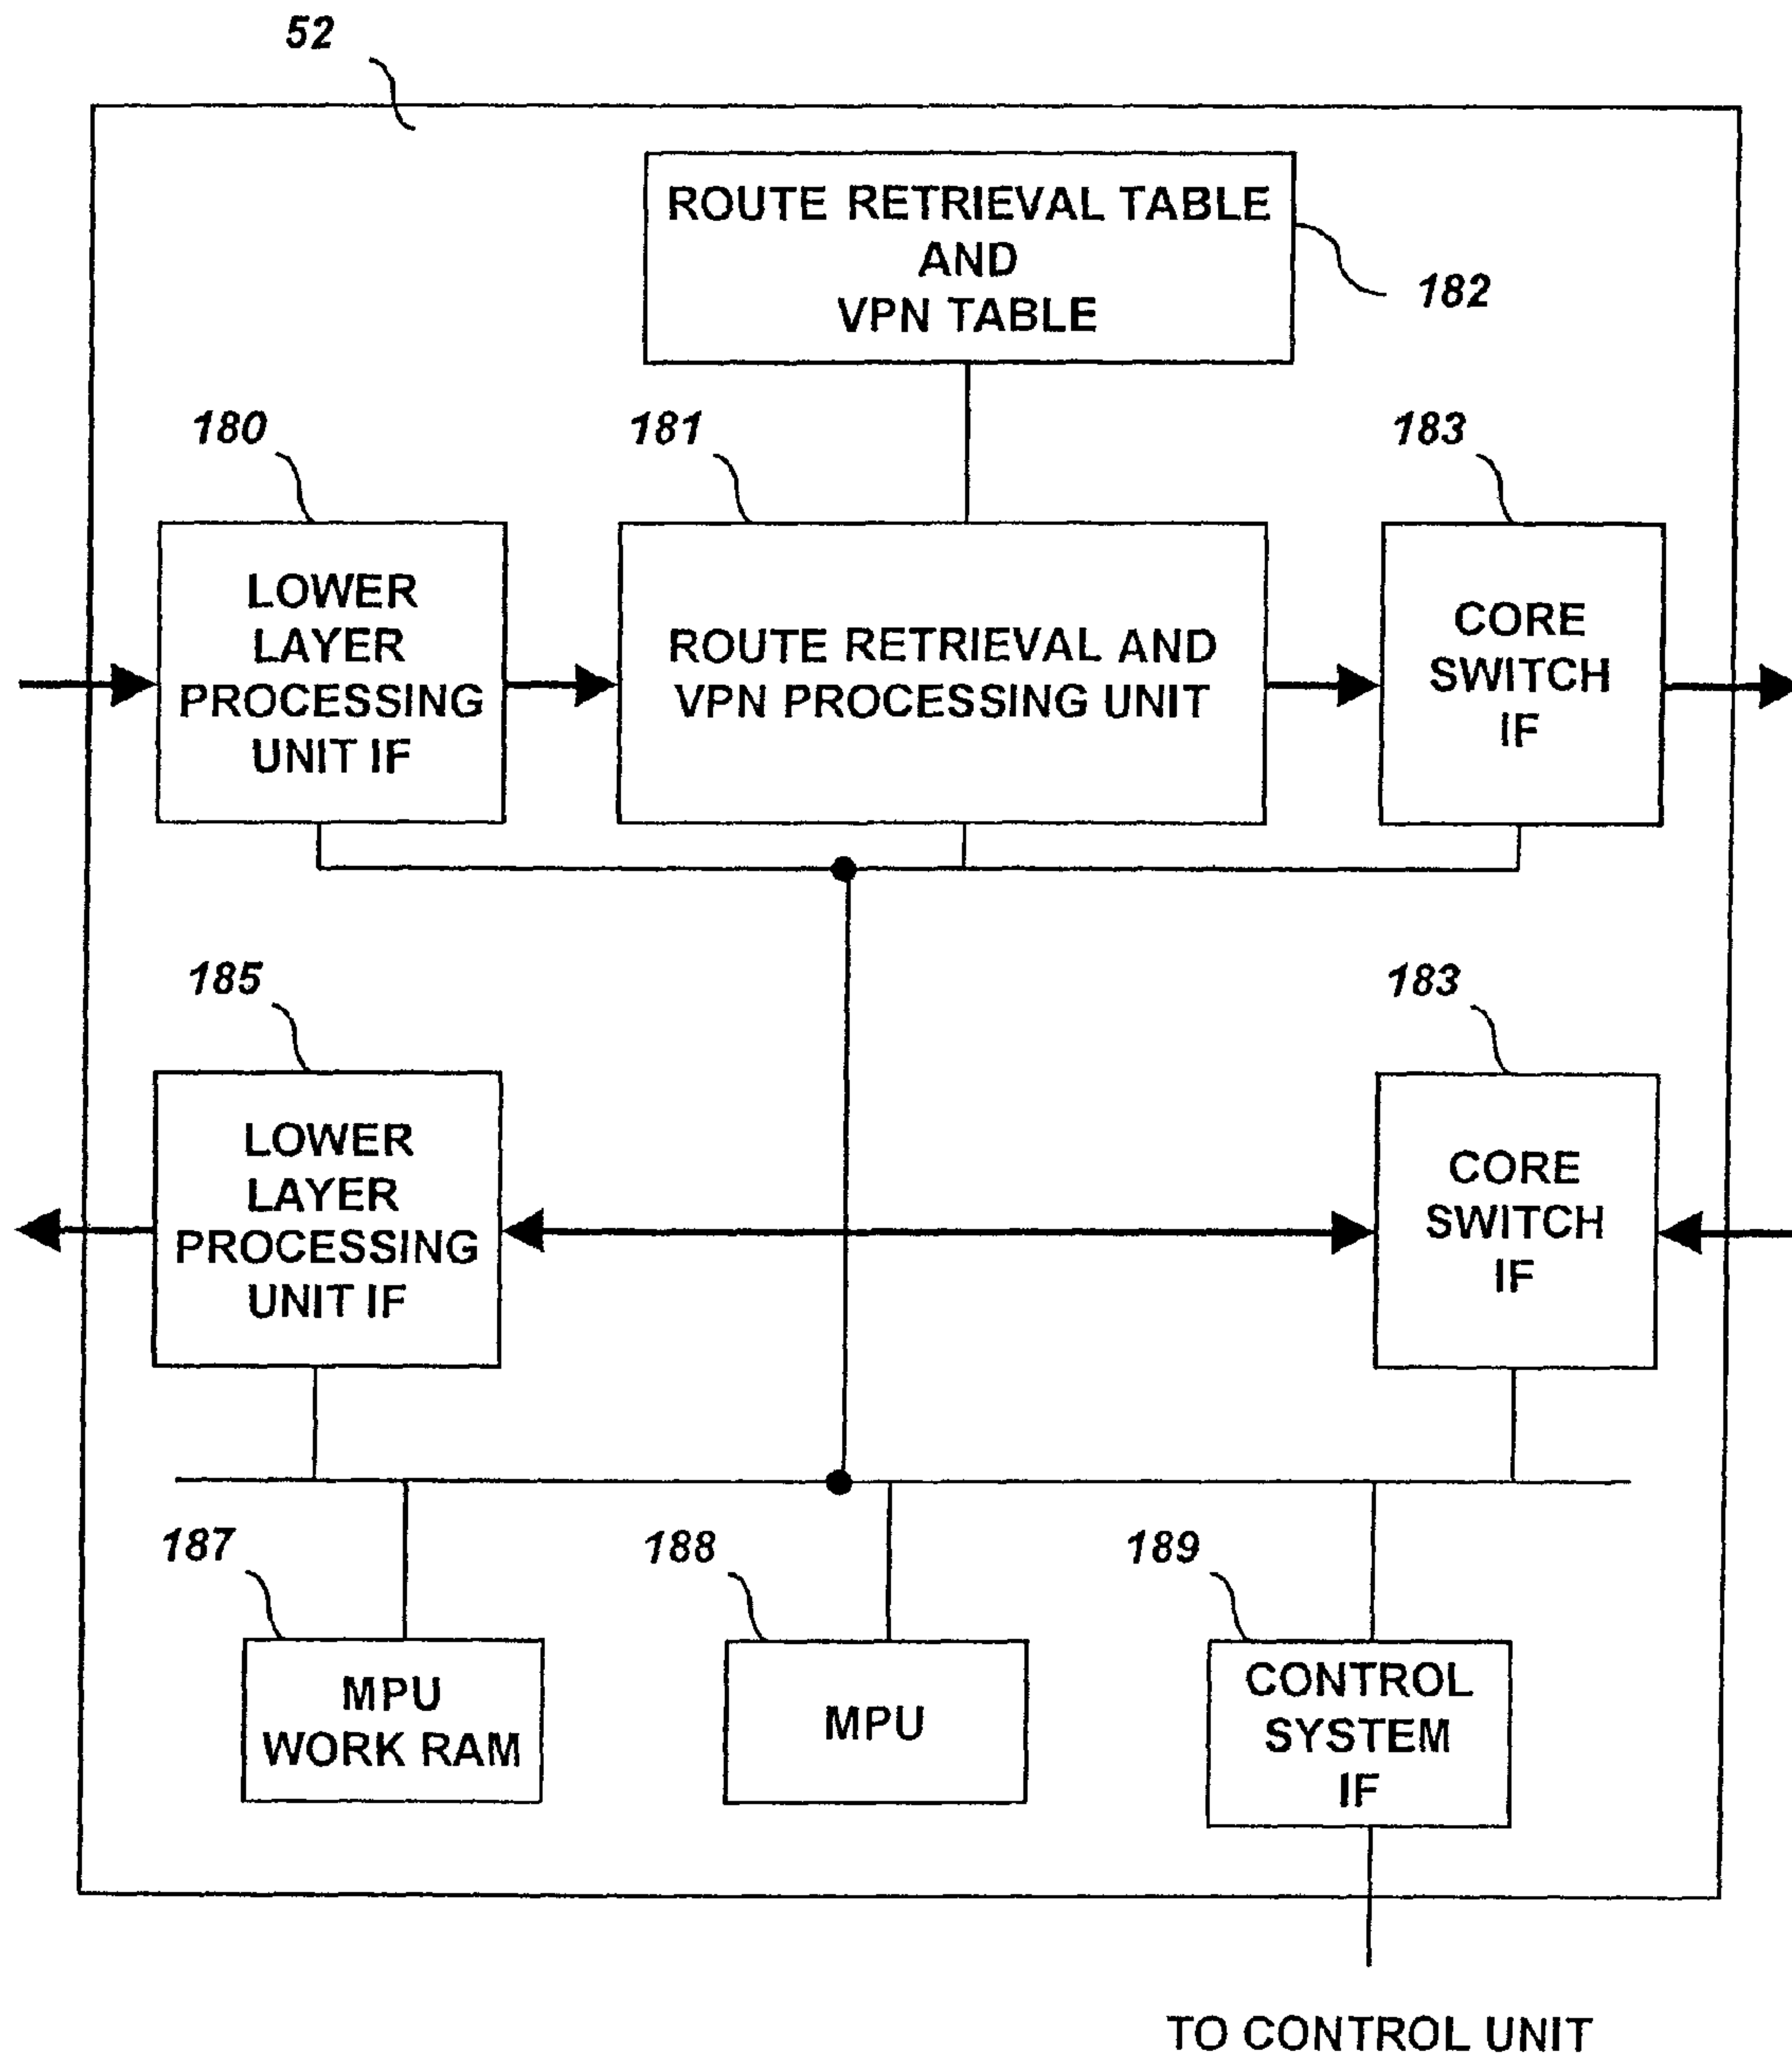 52
ROUTE RETRIEVAL TABLE
AND
VPN TABLE
182
180
181
183
LOWER
LAYER
PROCESSING
UNIT IF
ROUTE RETRIEVAL AND
VPN PROCESSING UNIT
CORE
SWITCH
IF
185
183
LOWER
LAYER
PROCESSING
UNIT IF
CORE
SWITCH
IF
187
188
189
MPU
WORK RAM
MPU
CONTROL
SYSTEM
IF
TO CONTROL UNIT